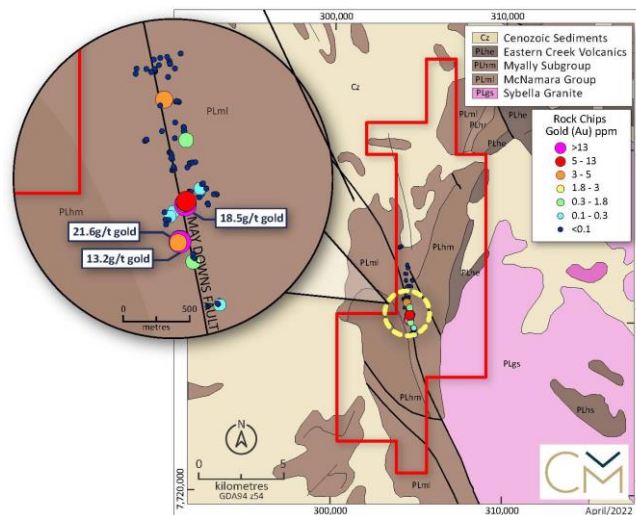 300,000
310,000
Cz Cenozoic Sediments
PLhe Eastern Creek Volcanics
PLhm Myally Subgroup
PLml McNamara Group
PLgs Sybella Granite
Rock Chips
Gold (Au) ppm
>13
5 - 13
3 - 5
1.8 - 3
0.3 - 1.8
0.1 - 0.3
<0.1
PLml
Cz
PLml
PLhe
PLhe
PLhm
18.5g/t gold
21.6g/t gold
13.2g/t gold
MAY DOWNS FAULT
0 500
metres
PLml
PLhm
PLhe
PLgs
PLhm
PLhs
N
0 5
kilometres
GDA94 z54
PLml
7,720,000
CM
300,000
310,000
April/2022